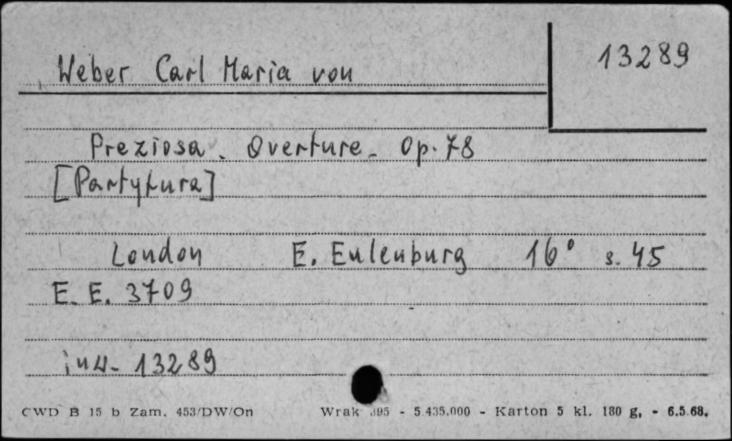 13289
Weber Carl Maria von
Preziosa. Overture. Op. 78
[Partytura]
London E. Eulenburg 16° s. 45
E. E. 3709
inw. 13289
CWD B 15 b Zam. 453/DW/On Wrak - 5.435.000 - Karton 5 kl. 180 g, - 6.5.68.